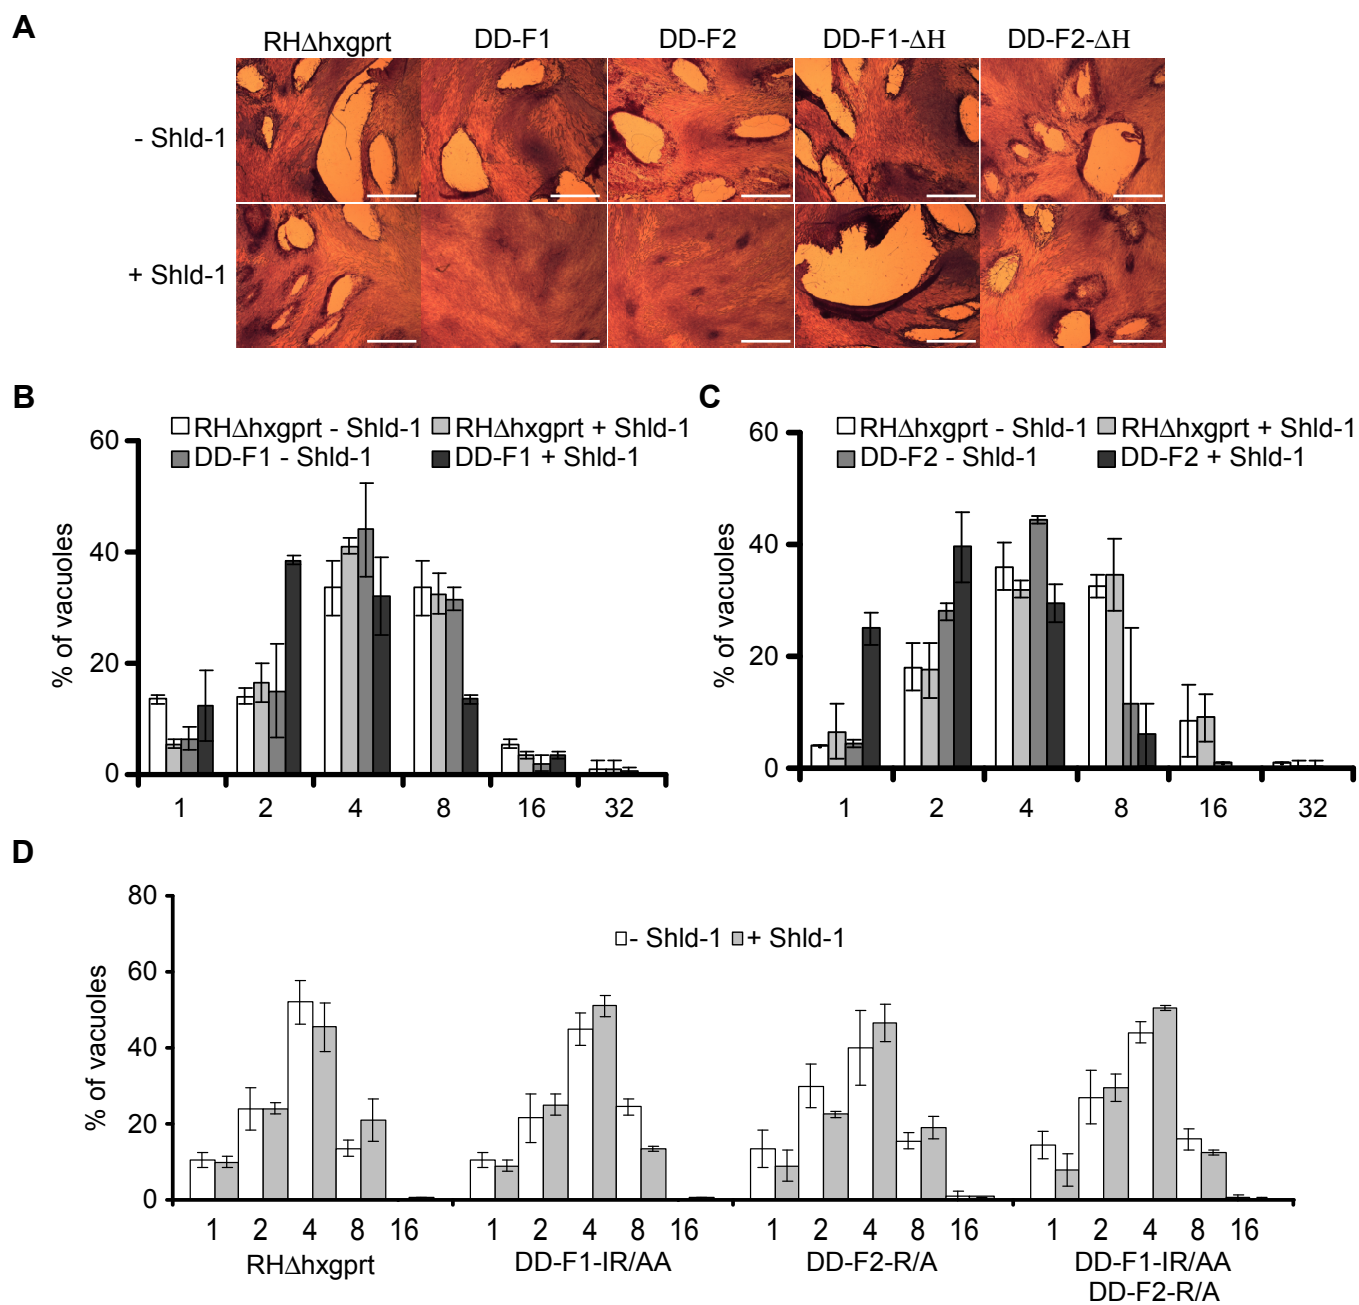 A
RHΔhxgprt DD-F1 DD-F2 DD-F1-ΔH DD-F2-ΔH
- Shld-1
+ Shld-1
B
RHΔhxgprt - Shld-1 RHΔhxgprt + Shld-1
DD-F1 - Shld-1 DD-F1 + Shld-1
% of vacuoles
60
40
20
0
1 2 4 8 16 32
C
RHΔhxgprt - Shld-1 RHΔhxgprt + Shld-1
DD-F2 - Shld-1 DD-F2 + Shld-1
% of vacuoles
60
40
20
0
1 2 4 8 16 32
D
- Shld-1 + Shld-1
% of vacuoles
80
60
40
20
0
1 2 4 8 16 1 2 4 8 16 1 2 4 8 16 1 2 4 8 16
RHΔhxgprt DD-F1-IR/AA DD-F2-R/A DD-F1-IR/AA
DD-F2-R/A